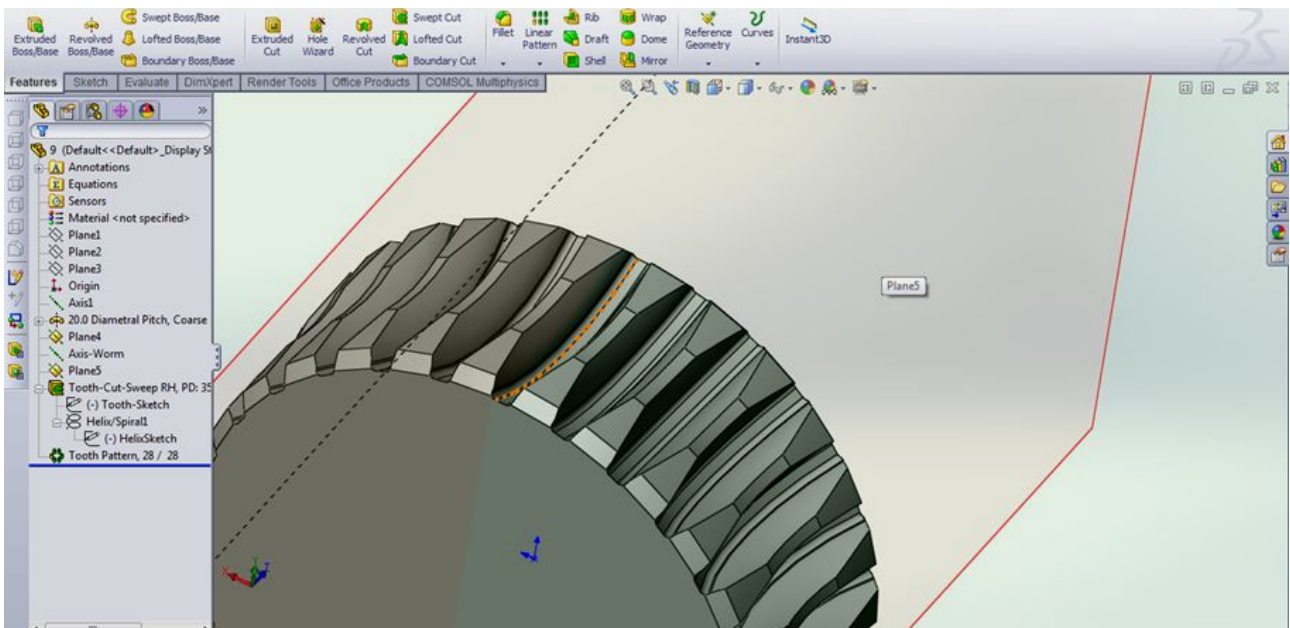 Extruded Boss/Base
Revolved Boss/Base
Swept Boss/Base
Lofted Boss/Base
Boundary Boss/Base
Extruded Cut
Hole Wizard
Revolved Cut
Swept Cut
Lofted Cut
Boundary Cut
Fillet
Linear Pattern
Rib
Draft
Shell
Wrap
Dome
Mirror
Reference Geometry
Curves
Instant3D
Features
Sketch
Evaluate
DimXpert
Render Tools
Office Products
COMSOL Multiphysics
9 (Default<<Default>_Display St
Annotations
Equations
Sensors
Material <not specified>
Plane1
Plane2
Plane3
Origin
Axis1
20.0 Diametral Pitch, Coarse
Plane4
Axis-Worm
Plane5
Tooth-Cut-Sweep RH, PD: 35
(-) Tooth-Sketch
Helix/Spiral1
(-) HelixSketch
Tooth Pattern, 28 / 28
Plane5
X
Y
Z